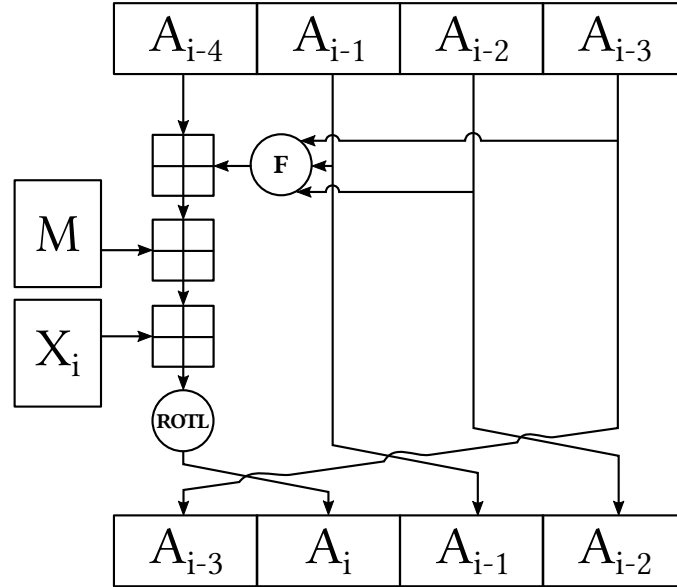 A_{i-4} A_{i-1} A_{i-2} A_{i-3}
F
M
X_i
ROTL
A_{i-3} A_i A_{i-1} A_{i-2}